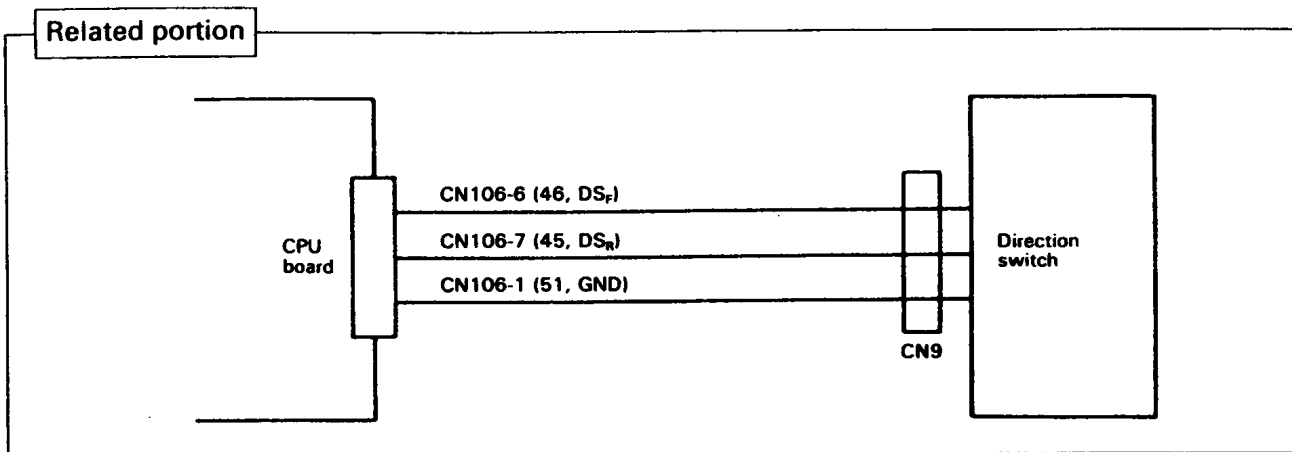 Related portion
CN106-6 (46, DSF)
CN106-7 (45, DSR)
CN106-1 (51, GND)
CPU
board
Direction
switch
CN9